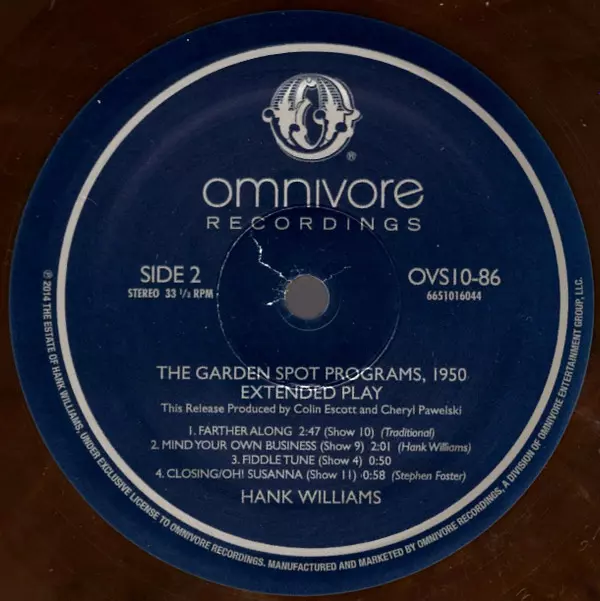 ®
omnivore
RECORDINGS
SIDE 2
STEREO 33 ⅓ RPM
OVS10-86
6651016044
THE GARDEN SPOT PROGRAMS, 1950
EXTENDED PLAY
This Release Produced by Colin Escott and Cheryl Pawelski
1. FARTHER ALONG 2:47 (Show 10) (Traditional)
2. MIND YOUR OWN BUSINESS (Show 9) 2:01 (Hank Williams)
3. FIDDLE TUNE (Show 4) 0:50
4. CLOSING/OH! SUSANNA (Show 11) 0:58 (Stephen Foster)
HANK WILLIAMS
℗ 2014 THE ESTATE OF HANK WILLIAMS, UNDER EXCLUSIVE LICENSE TO OMNIVORE RECORDINGS. MANUFACTURED AND MARKETED BY OMNIVORE RECORDINGS, A DIVISION OF OMNIVORE ENTERTAINMENT GROUP, LLC.